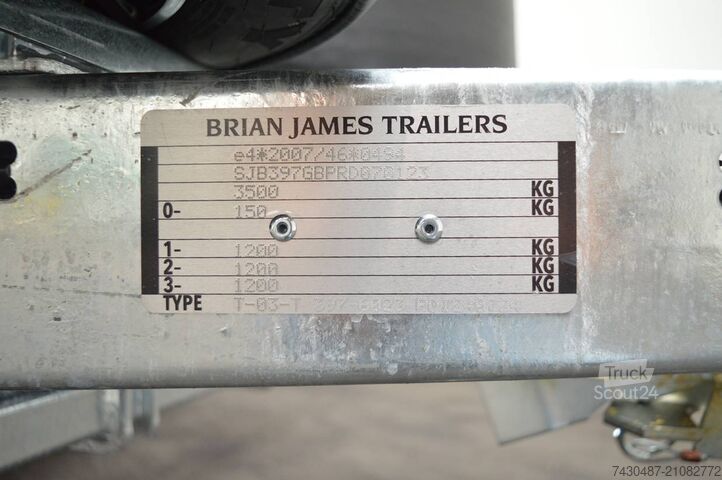 BRIAN JAMES TRAILERS
e4*2007/46*0494
SJB397GBPRD070123
3500 KG
0- 150 KG
1- 1200 KG
2- 1200 KG
3- 1200 KG
TYPE T-03-T
Truck
Scout24
7430487-21082772